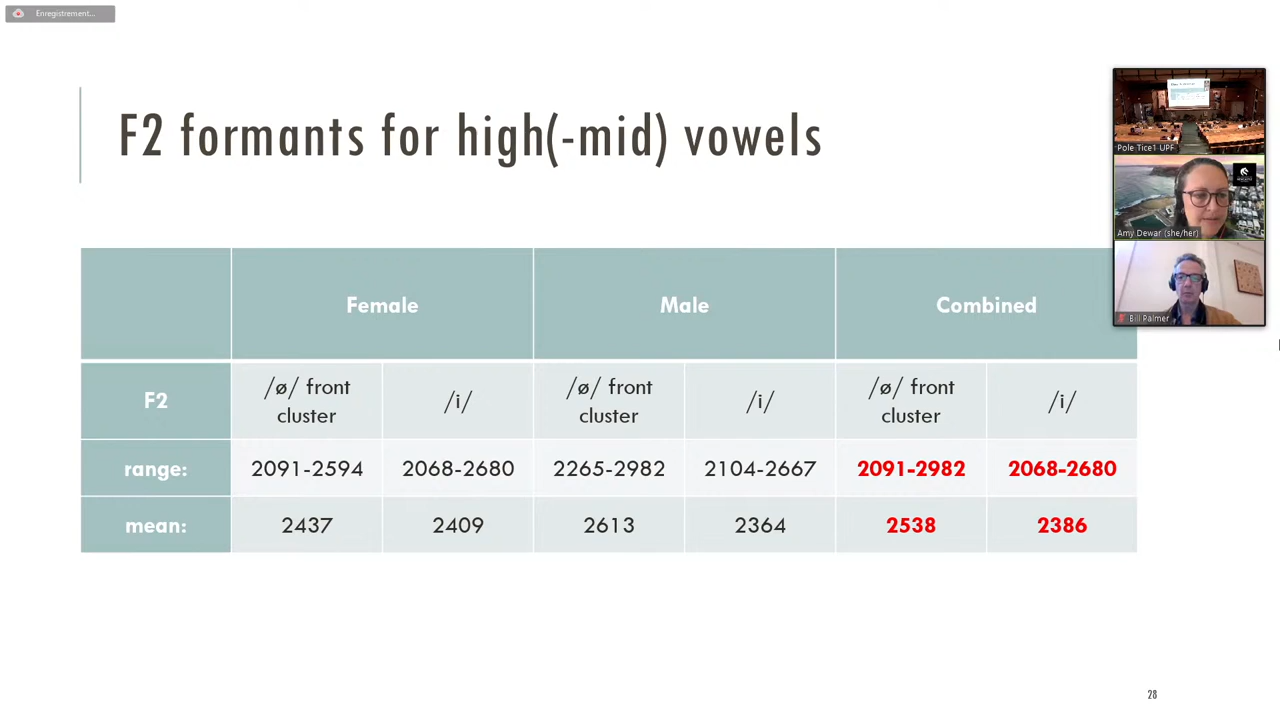 Enregistrement...
F2 formants for high(-mid) vowels
Female Male Combined
F2 /ø/ front cluster /i/ /ø/ front cluster /i/ /ø/ front cluster /i/
range: 2091-2594 2068-2680 2265-2982 2104-2667 2091-2982 2068-2680
mean: 2437 2409 2613 2364 2538 2386
Pole Tice1 UPF
Amy Dewar (she/her)
Bill Palmer
28